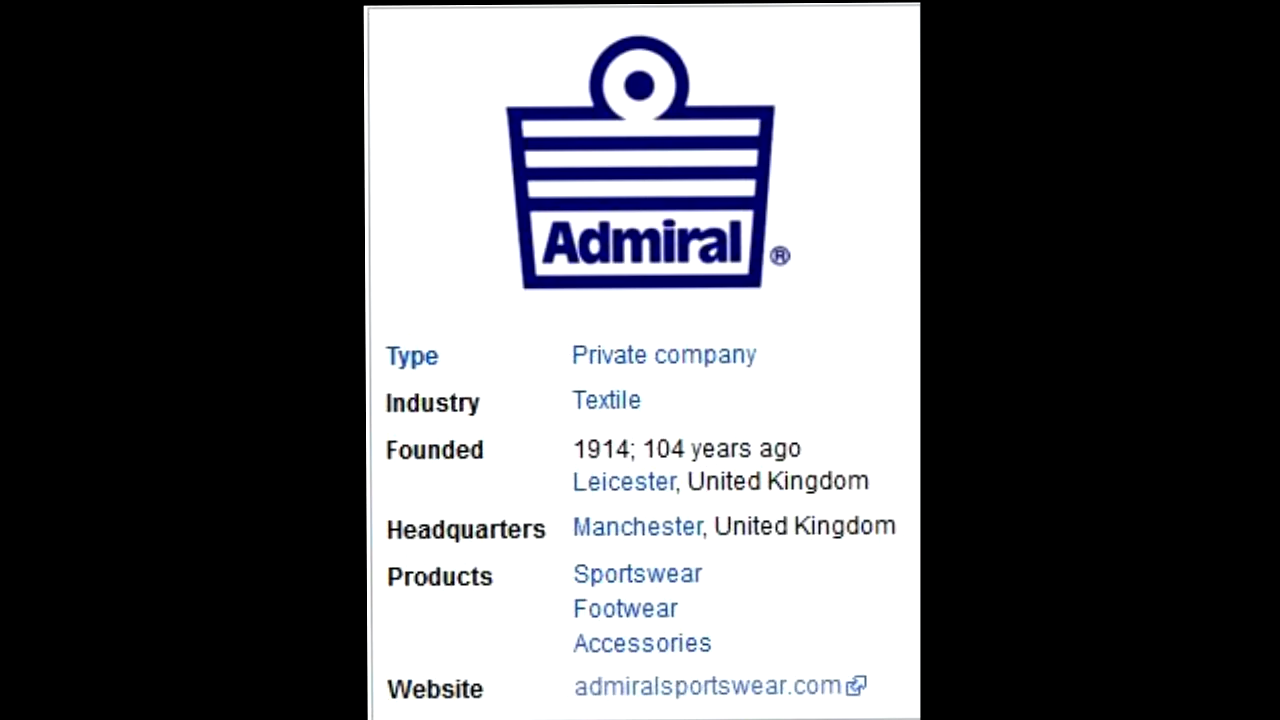 Admiral ®
Type Private company
Industry Textile
Founded 1914; 104 years ago
Leicester, United Kingdom
Headquarters Manchester, United Kingdom
Products Sportswear
Footwear
Accessories
Website admiralsportswear.com